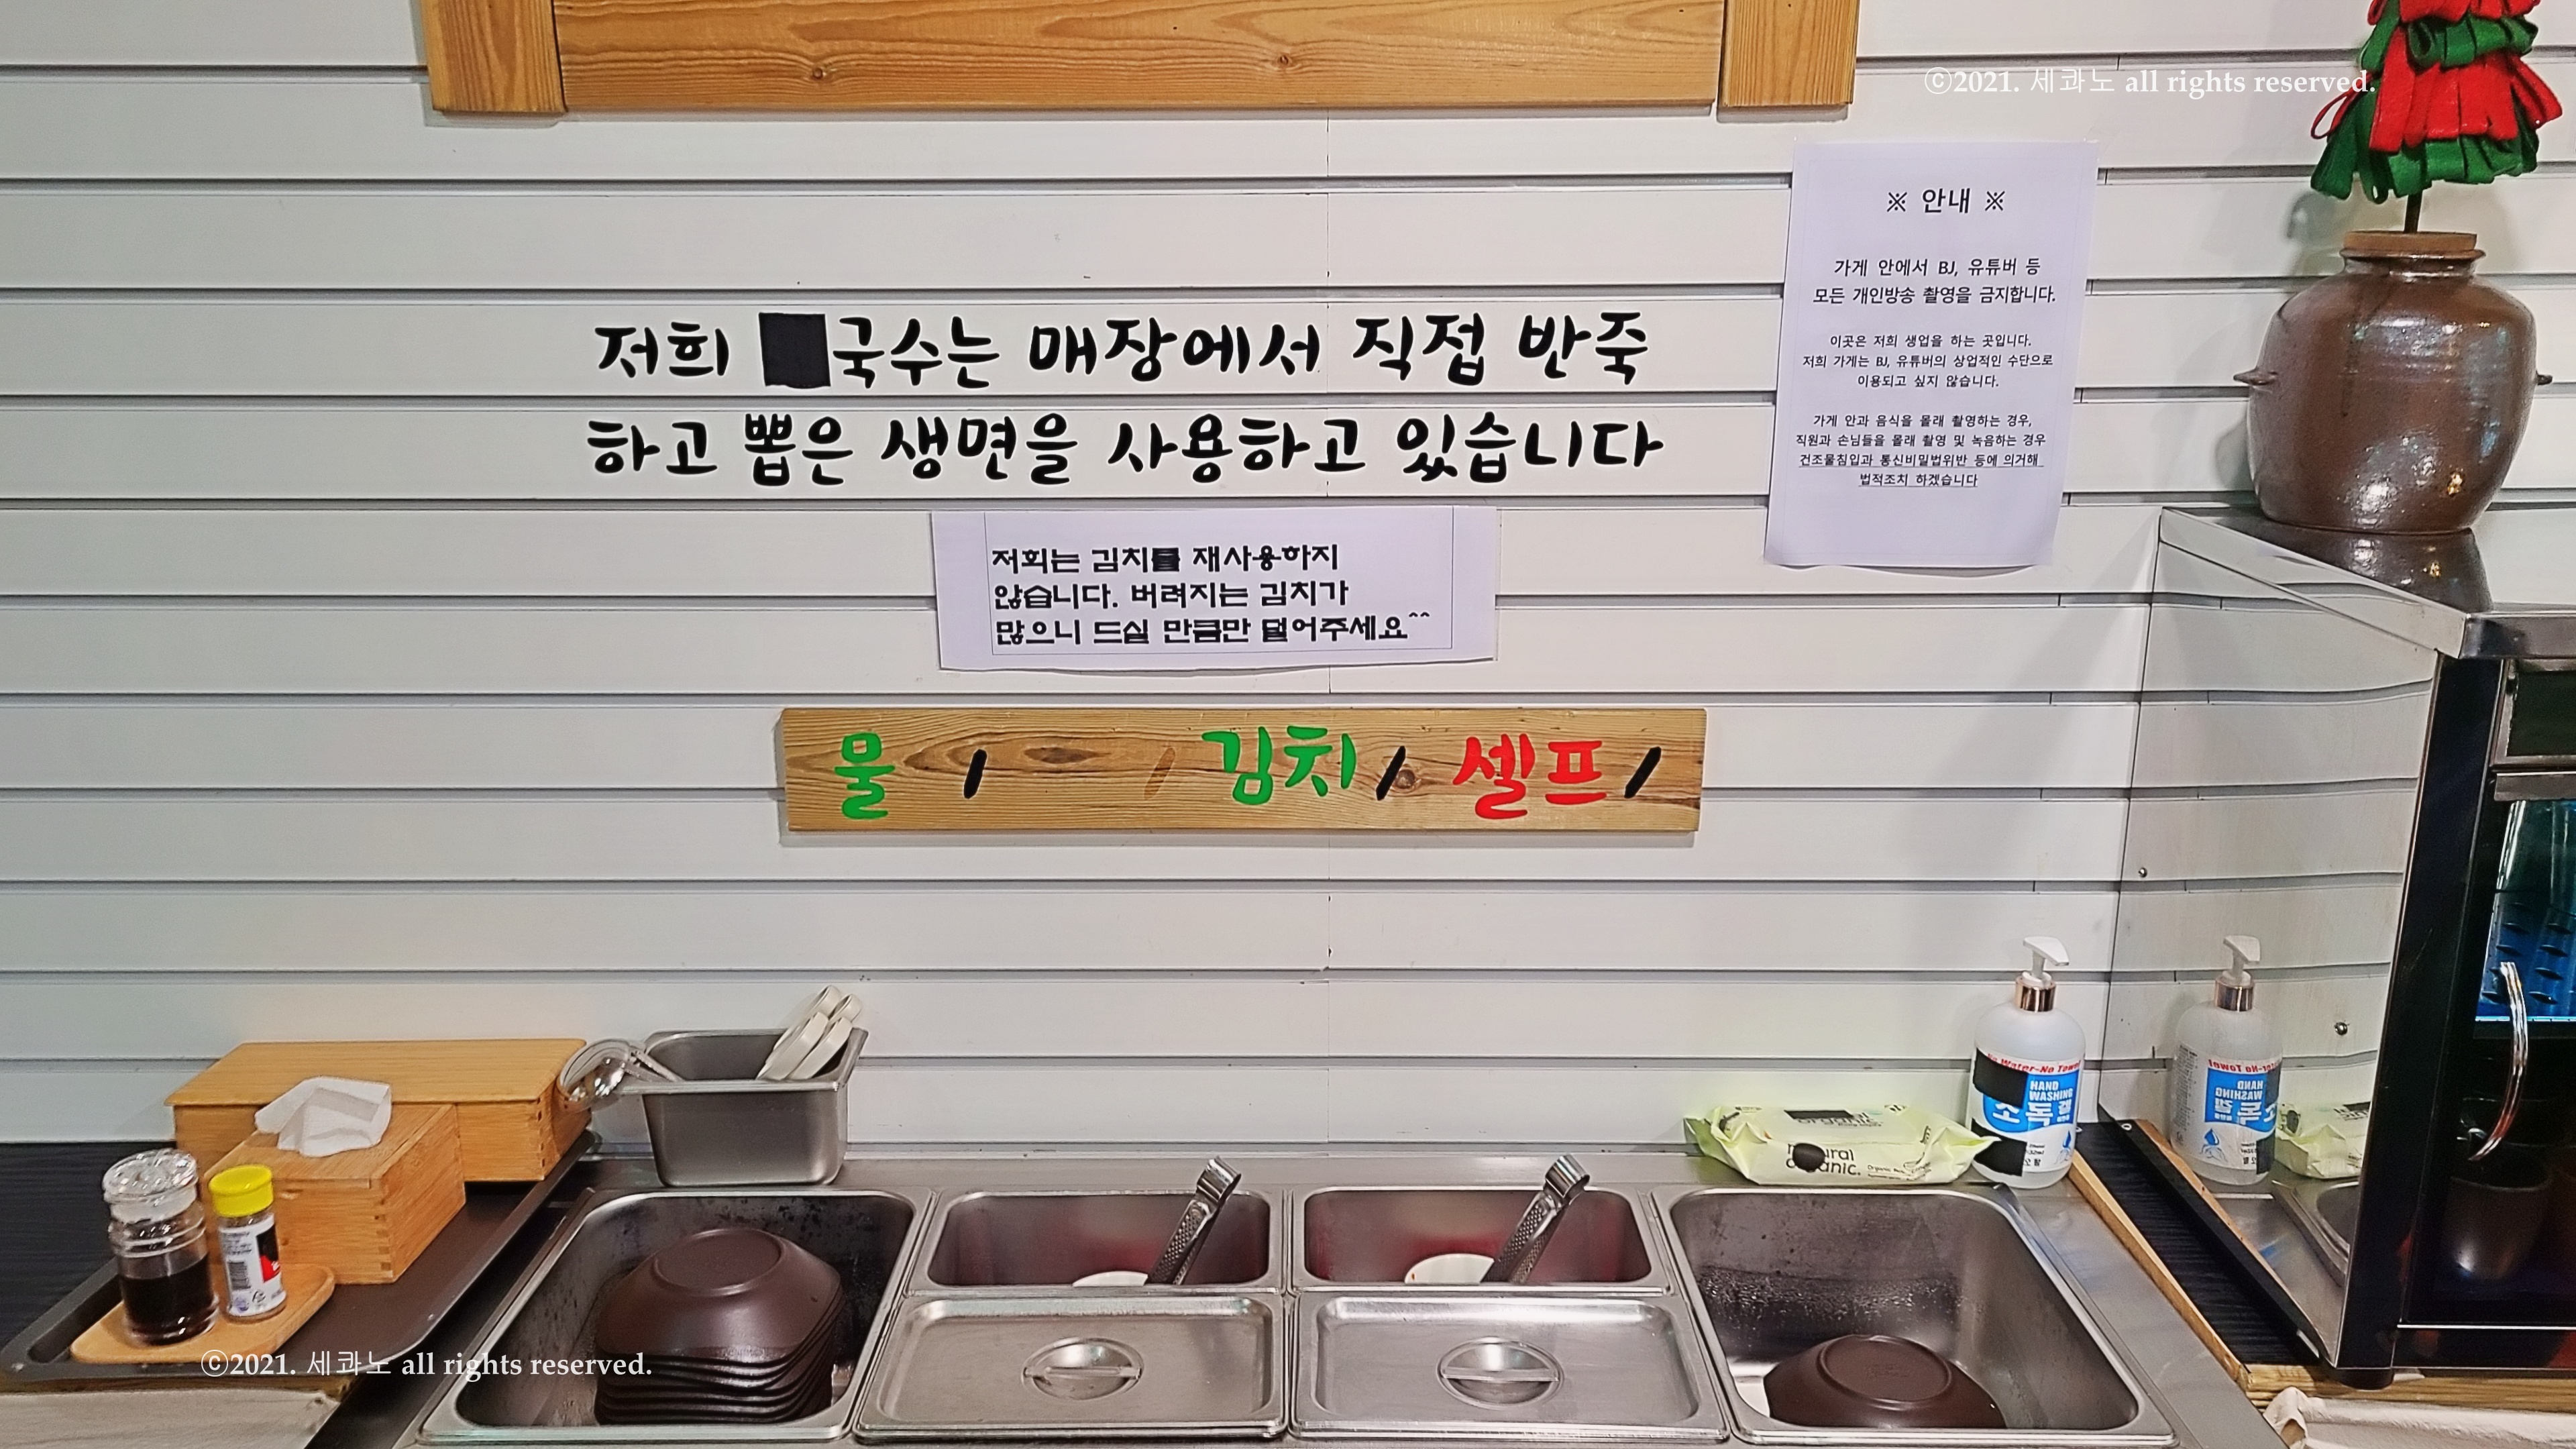 ⓒ2021. 세콰노 all rights reserved.
※ 안내 ※
가게 안에서 BJ, 유튜버 등
모든 개인방송 촬영을 금지합니다.
이곳은 저희 생업을 하는 곳입니다.
저희 가게는 BJ, 유튜버의 상업적인 수단으로
이용되고 싶지 않습니다.
가게 안과 음식을 몰래 촬영하는 경우,
직원과 손님들을 몰래 촬영 및 녹음하는 경우
건조물침입과 통신비밀법위반 등에 의거해
법적조치 하겠습니다
저희 국수는 매장에서 직접 반죽
하고 뽑은 생면을 사용하고 있습니다
저희는 김치를 재사용하지
않습니다. 버려지는 김치가
많으니 드실 만큼만 덜어주세요^^
물 / / 김치 / 셀프 /
Water-No Towel
HAND
WASHING
소독겔
organic
natural
organic.
ⓒ2021. 세콰노 all rights reserved.